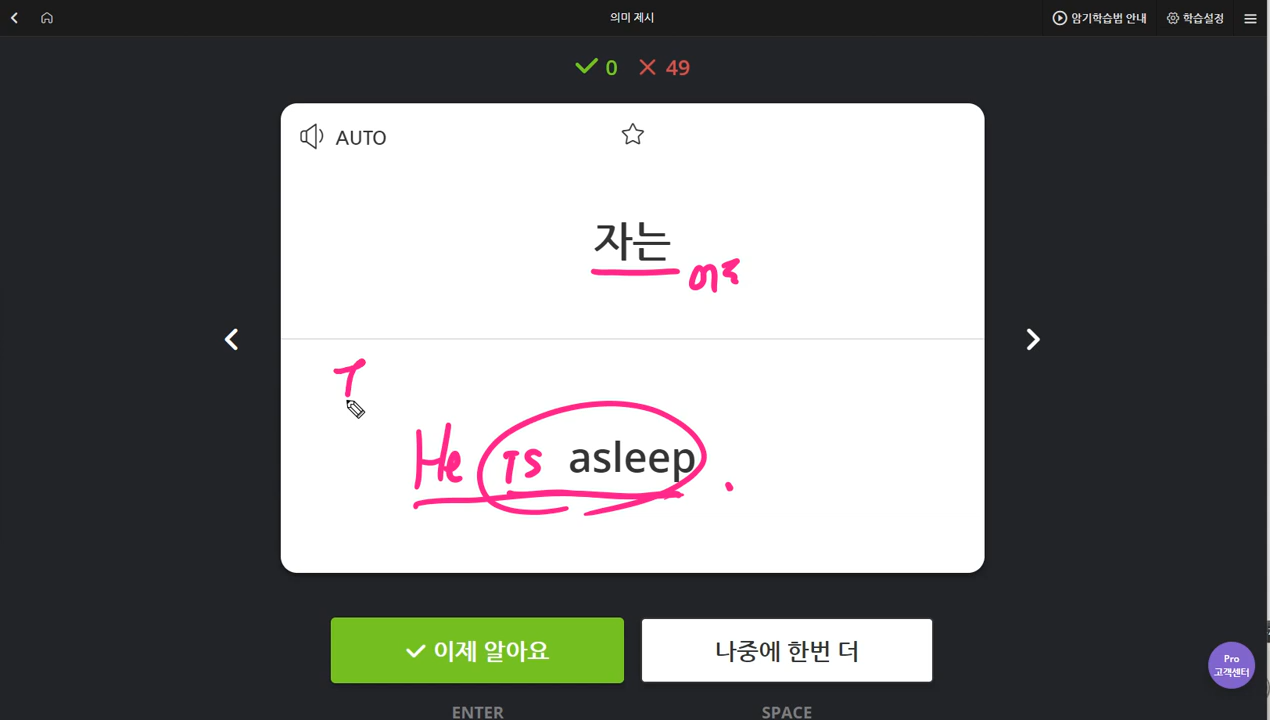 의미 제시
암기학습법 안내
학습설정
0 49
AUTO
자는
He is asleep.
이제 알아요
나중에 한번 더
ENTER
SPACE
Pro
고객센터